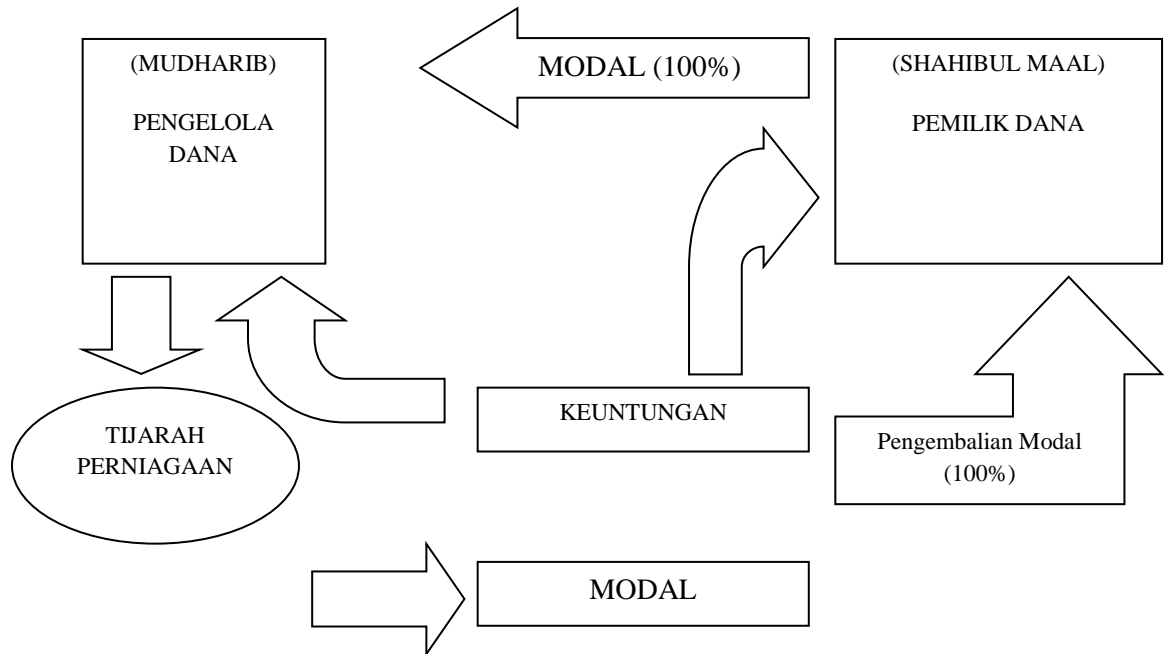 (MUDHARIB)
PENGELOLA
DANA
MODAL (100%)
(SHAHIBUL MAAL)
PEMILIK DANA
TIJARAH
PERNIAGAAN
KEUNTUNGAN
Pengembalian Modal
(100%)
MODAL